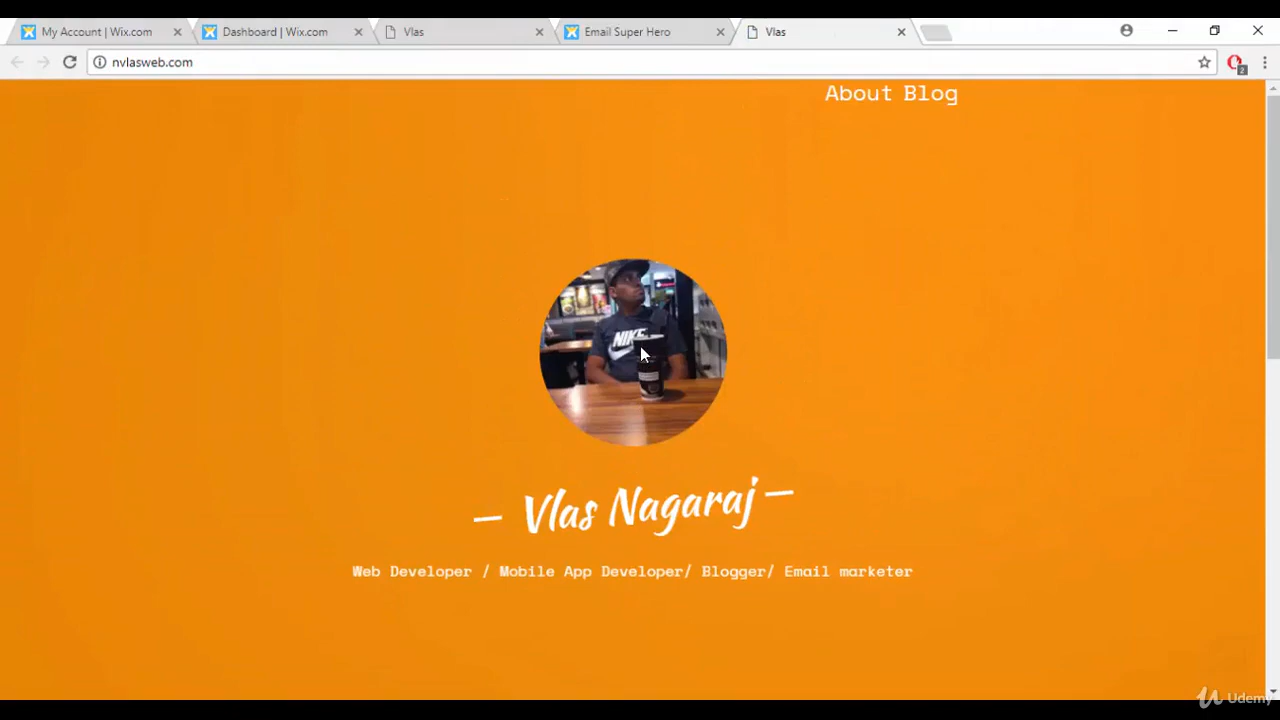 My Account | Wix.com
Dashboard | Wix.com
Vlas
Email Super Hero
Vlas
nvlasweb.com
2
About Blog
NIKE
— Vlas Nagaraj —
Web Developer / Mobile App Developer/ Blogger/ Email marketer
Udemy